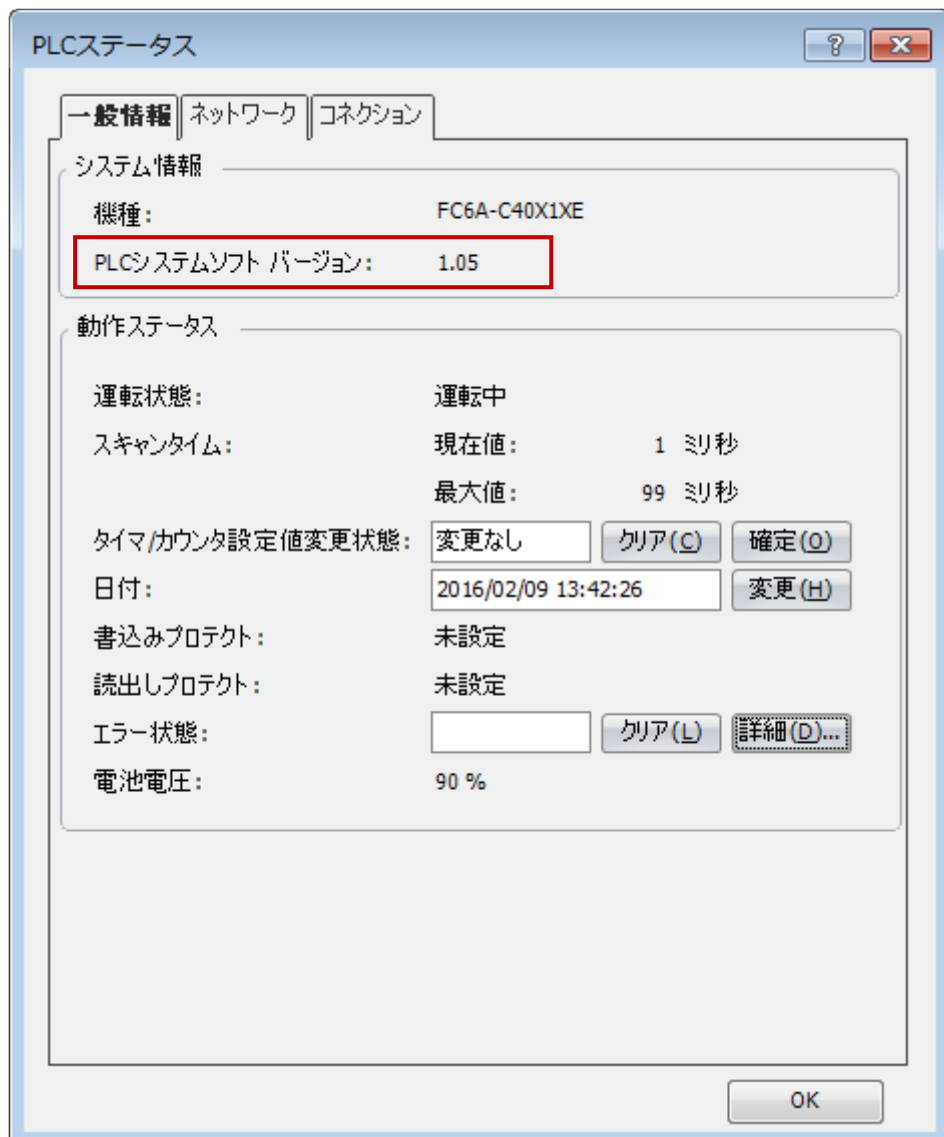 PLCステータス
一般情報 ネットワーク コネクション
システム情報
機種: FC6A-C40X1XE
PLCシステムソフト バージョン: 1.05
動作ステータス
運転状態: 運転中
スキャンタイム: 現在値: 1 ミリ秒
最大値: 99 ミリ秒
タイマ/カウンタ設定値変更状態: 変更なし クリア(C) 確定(O)
日付: 2016/02/09 13:42:26 変更(H)
書込みプロテクト: 未設定
読出しプロテクト: 未設定
エラー状態: クリア(L) 詳細(D)...
電池電圧: 90 %
OK